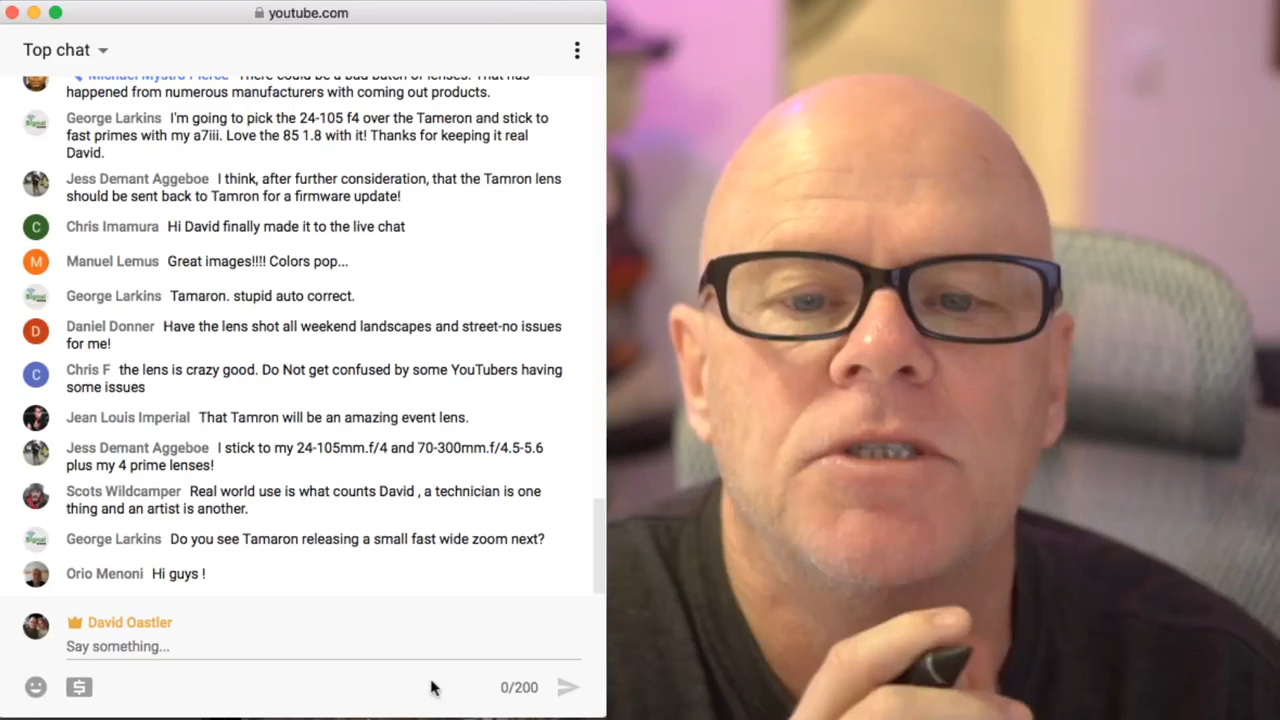 youtube.com
Top chat
Michael Mystro Pierce There could be a bad batch of lenses. That has
happened from numerous manufacturers with coming out products.
George Larkins I'm going to pick the 24-105 f4 over the Tameron and stick to
fast primes with my a7iii. Love the 85 1.8 with it! Thanks for keeping it real
David.
Jess Demant Aggeboe I think, after further consideration, that the Tamron lens
should be sent back to Tamron for a firmware update!
C Chris Imamura Hi David finally made it to the live chat
M Manuel Lemus Great images!!!! Colors pop...
George Larkins Tamaron. stupid auto correct.
D Daniel Donner Have the lens shot all weekend landscapes and street-no issues
for me!
C Chris F the lens is crazy good. Do Not get confused by some YouTubers having
some issues
Jean Louis Imperial That Tamron will be an amazing event lens.
Jess Demant Aggeboe I stick to my 24-105mm.f/4 and 70-300mm.f/4.5-5.6
plus my 4 prime lenses!
Scots Wildcamper Real world use is what counts David , a technician is one
thing and an artist is another.
George Larkins Do you see Tamaron releasing a small fast wide zoom next?
Orio Menoni Hi guys !
David Oastler
Say something...
0/200